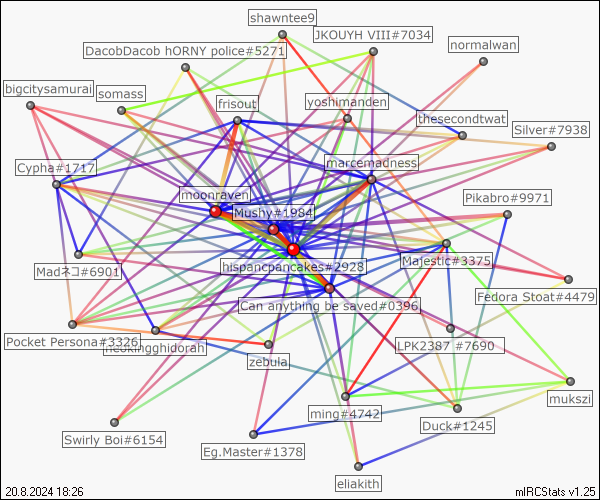 shawntee9
JKOUYH VIII#7034
DacobDacob hORNY police#5271
normalwan
bigcitysamurai
somass
frisout
yoshimanden
thesecondtwat
Silver#7938
Cypha#1717
marcemadness
moonraven
Pikabro#9971
Mushy#1984
Madネコ#6901
hispancpancakes#2928
Majestic#3375
Fedora Stoat#4479
Can anything be saved#0396
Pocket Persona#3326
neokingghidorah
LPK2387 #7690
zebula
mukszi
ming#4742
Duck#1245
Swirly Boi#6154
Eg.Master#1378
eliakith
20.8.2024 18:26
mIRCStats v1.25